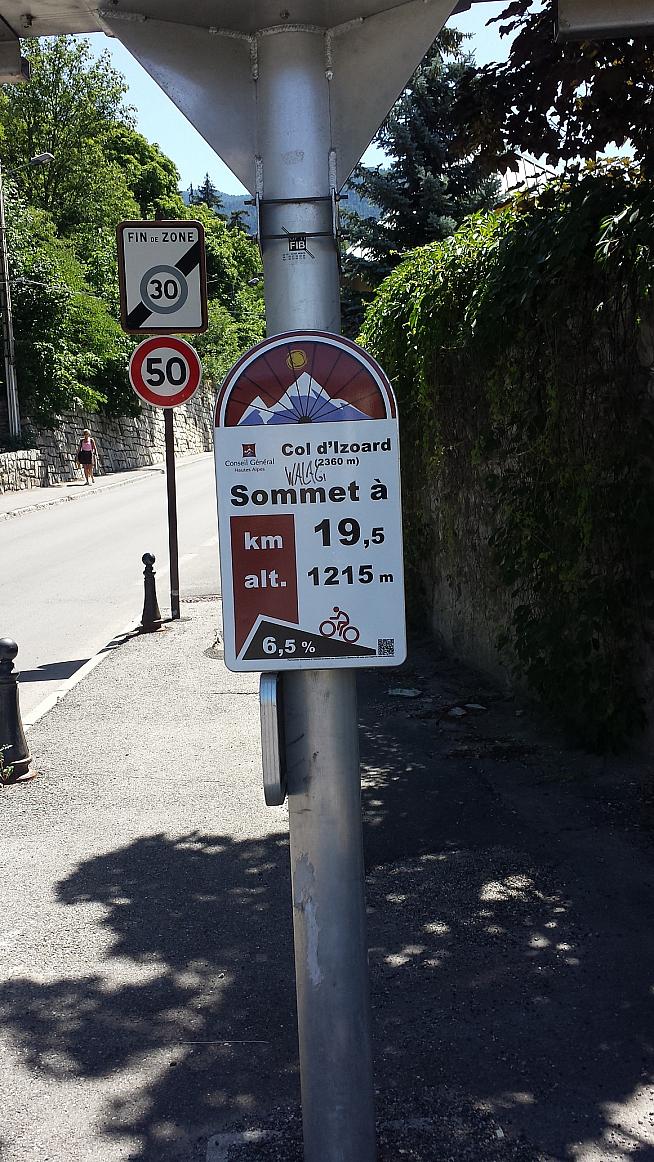 FIN DE ZONE
30
50
FIB
Col d'Izoard
(2360 m)
Conseil Général
Hautes Alpes
WALAGI
Sommet à
km 19,5
alt. 1215 m
6,5 %